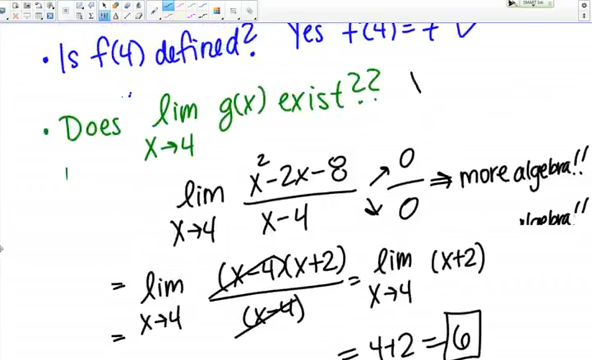 • Is f(4) defined? Yes f(4) = 
• Does lim g(x) exist??
x→4
lim x²-2x-8 / x-4 ↗ 0 / ↘ 0 ⇒ more algebra!!
x→4
= lim (x-4)(x+2) / (x-4) = lim (x+2)
x→4 x→4
=
= 4+2 = 6